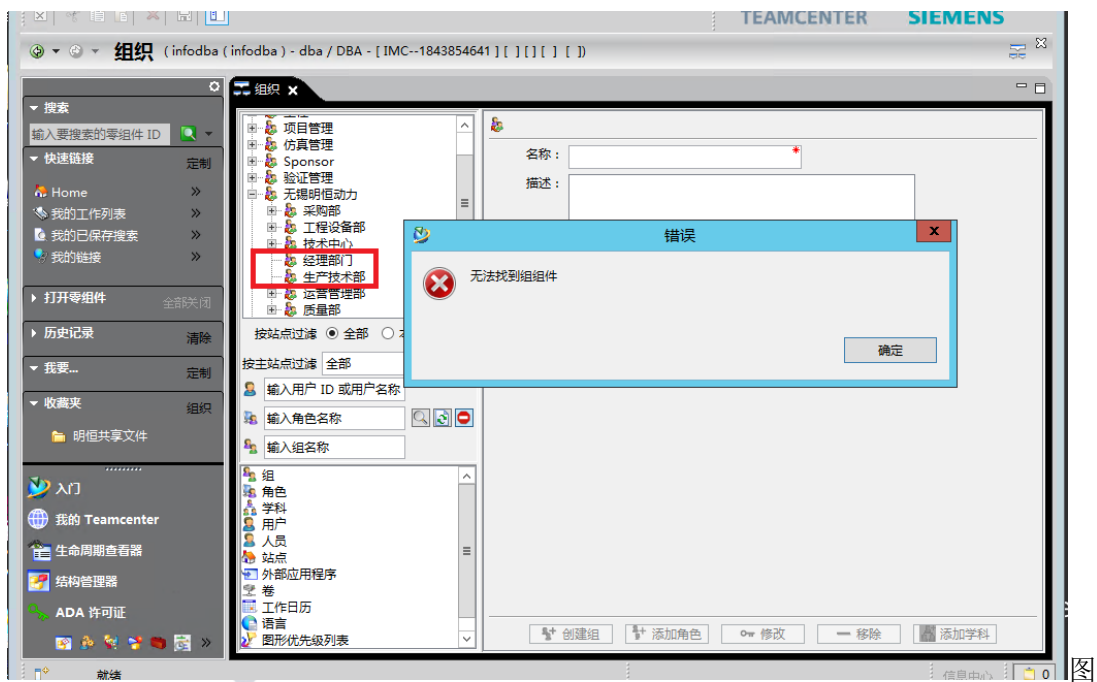 TEAMCENTER SIEMENS
组织 ( infodba ( infodba ) - dba / DBA - [ IMC--1843854641 ] [ ] [ ] [ ] [ ])
组织
搜索
输入要搜索的零组件 ID
快速链接 定制
Home
我的工作列表
我的已保存搜索
我的链接
打开零组件 全部关闭
历史记录 清除
我要... 定制
收藏夹 组织
明恒共享文件
入门
我的 Teamcenter
生命周期查看器
结构管理器
ADA 许可证
就绪
项目管理
仿真管理
Sponsor
验证管理
无锡明恒动力
采购部
工程设备部
技术中心
经理部门
生产技术部
运营管理部
质量部
按站点过滤 全部
按主站点过滤 全部
输入用户 ID 或用户名称
输入角色名称
输入组名称
组
角色
学科
用户
人员
站点
外部应用程序
卷
工作日历
语言
图形优先级列表
名称：
*
描述：
错误
x
无法找到组组件
确定
创建组 添加角色 修改 移除 添加学科
信息中心 0
图